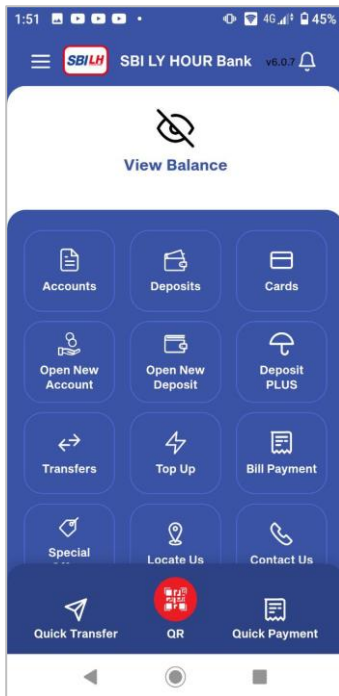 1:51
4G
45%
SBI LH
SBI LY HOUR Bank
v6.0.7
View Balance
Accounts
Deposits
Cards
Open New
Account
Open New
Deposit
Deposit
PLUS
Transfers
Top Up
Bill Payment
Special
Locate Us
Contact Us
Quick Transfer
QR
Quick Payment